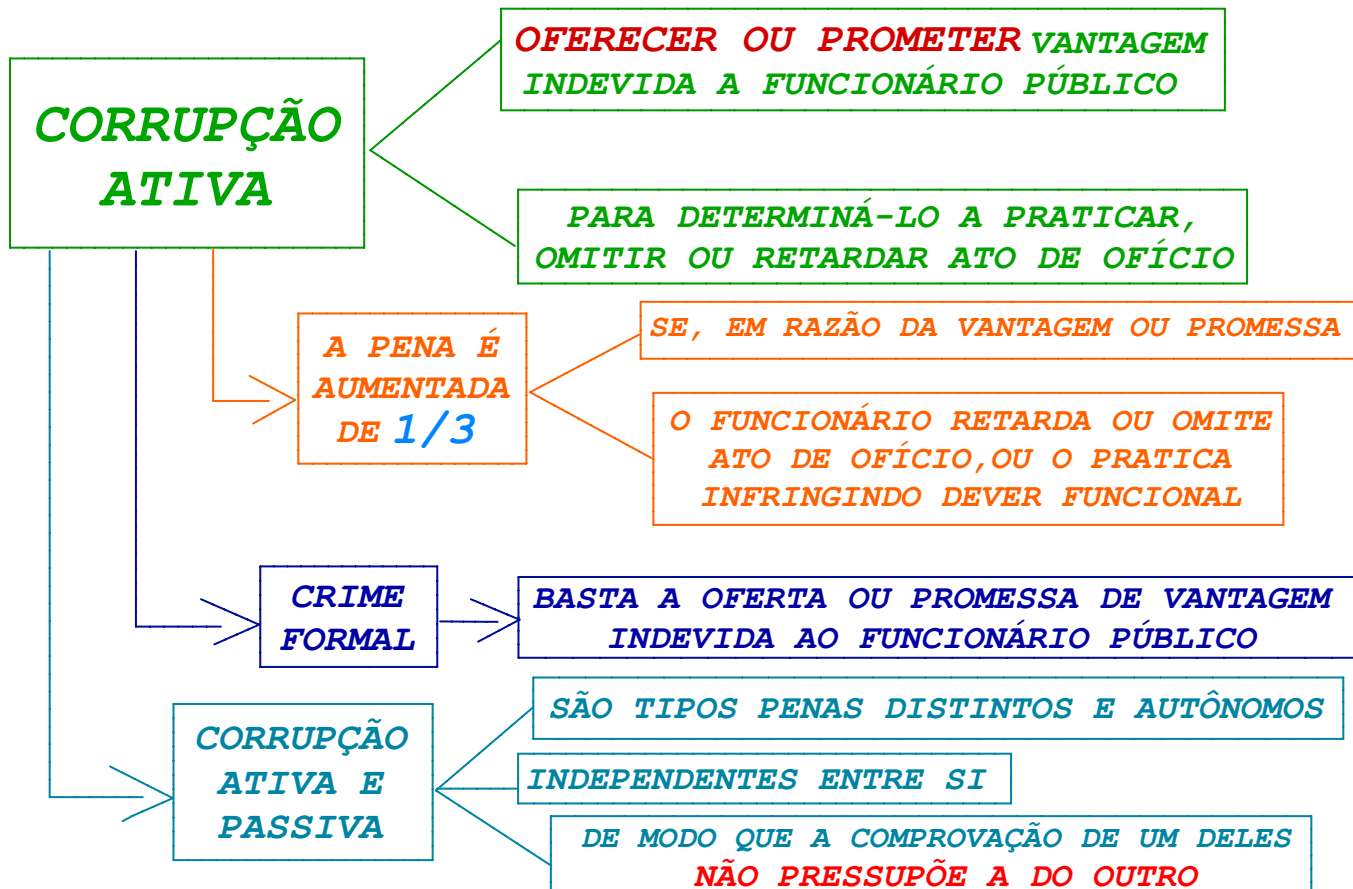 CORRUPÇÃO
ATIVA
OFERECER OU PROMETER VANTAGEM
INDEVIDA A FUNCIONÁRIO PÚBLICO
PARA DETERMINÁ-LO A PRATICAR,
OMITIR OU RETARDAR ATO DE OFÍCIO
A PENA É
AUMENTADA
DE 1/3
SE, EM RAZÃO DA VANTAGEM OU PROMESSA
O FUNCIONÁRIO RETARDA OU OMITE
ATO DE OFÍCIO,OU O PRATICA
INFRINGINDO DEVER FUNCIONAL
CRIME
FORMAL
BASTA A OFERTA OU PROMESSA DE VANTAGEM
INDEVIDA AO FUNCIONÁRIO PÚBLICO
CORRUPÇÃO
ATIVA E
PASSIVA
SÃO TIPOS PENAS DISTINTOS E AUTÔNOMOS
INDEPENDENTES ENTRE SI
DE MODO QUE A COMPROVAÇÃO DE UM DELES
NÃO PRESSUPÕE A DO OUTRO